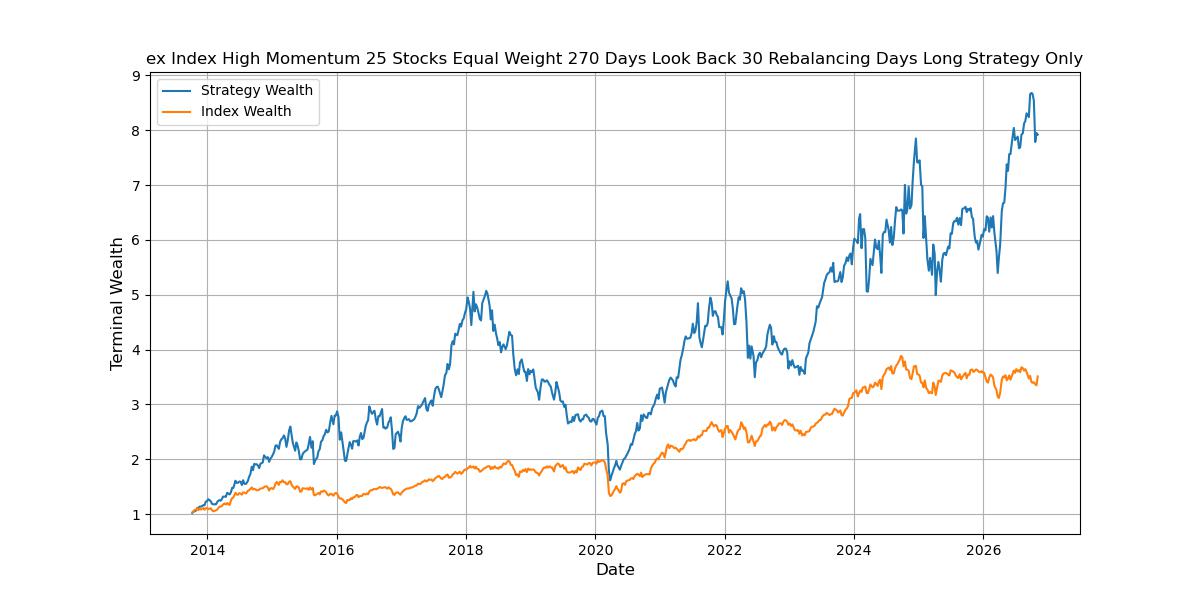 ex Index High Momentum 25 Stocks Equal Weight 270 Days Look Back 30 Rebalancing Days Long Strategy Only
Strategy Wealth
Index Wealth
Terminal Wealth
9
8
7
6
5
4
3
2
1
2014 2016 2018 2020 2022 2024 2026
Date